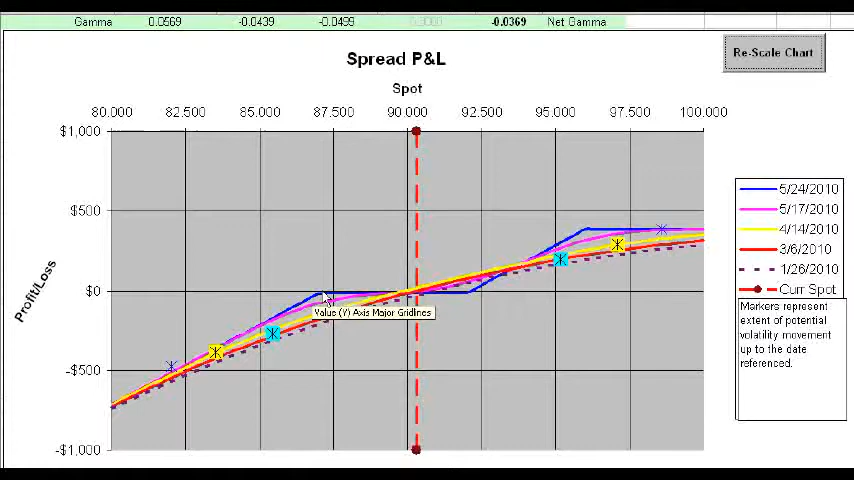 Gamma 0.0569 -0.0439 -0.0499 0.0000 -0.0369 Net Gamma
Spread P&L
Re-Scale Chart
Spot
80.000 82.500 85.000 87.500 90.000 92.500 95.000 97.500 100.000
$1,000
$500
$0
-$500
-$1,000
Profit/Loss
Value (Y) Axis Major Gridlines
5/24/2010
5/17/2010
4/14/2010
3/6/2010
1/26/2010
Curr Spot
Markers represent
extent of potential
volatility movement
up to the date
referenced.